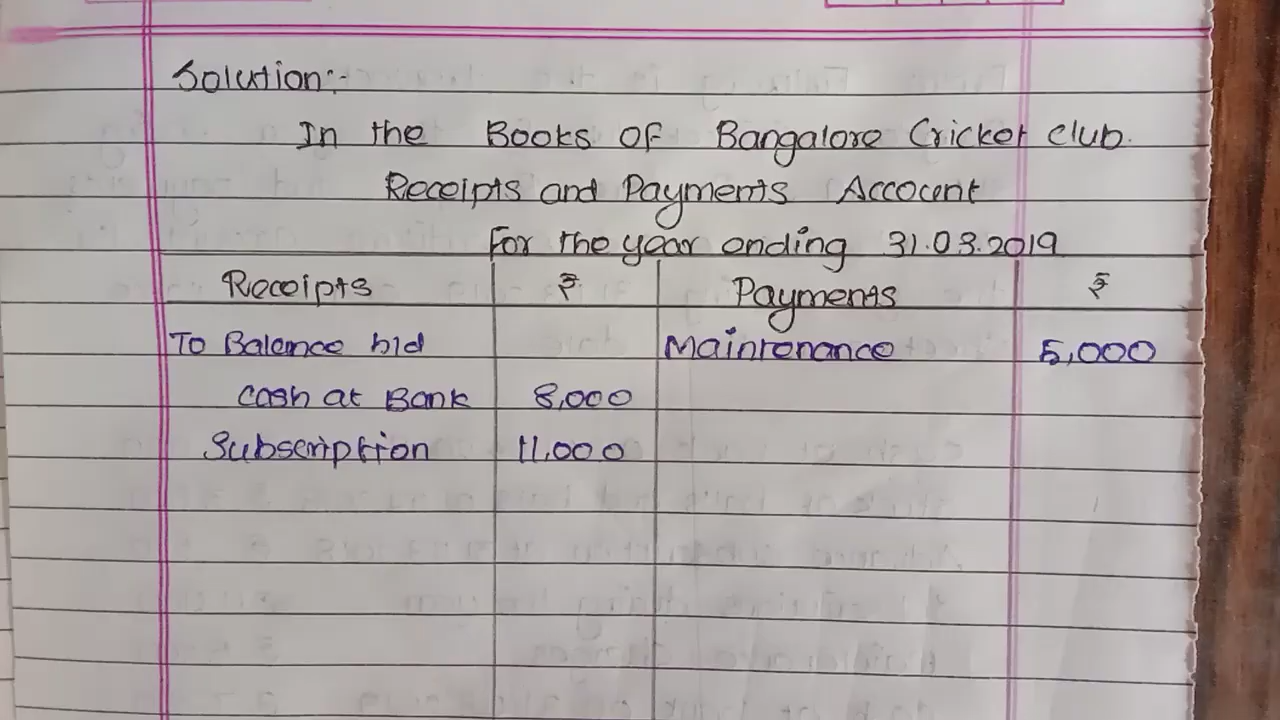 Solution:-
In the Books of Bangalore Cricket club.
Receipts and Payments Account
For the year ending 31.03.2019
Receipts ₹ Payments ₹
To Balance b/d Maintenance 5,000
Cash at Bank 8,000
Subscription 11,000